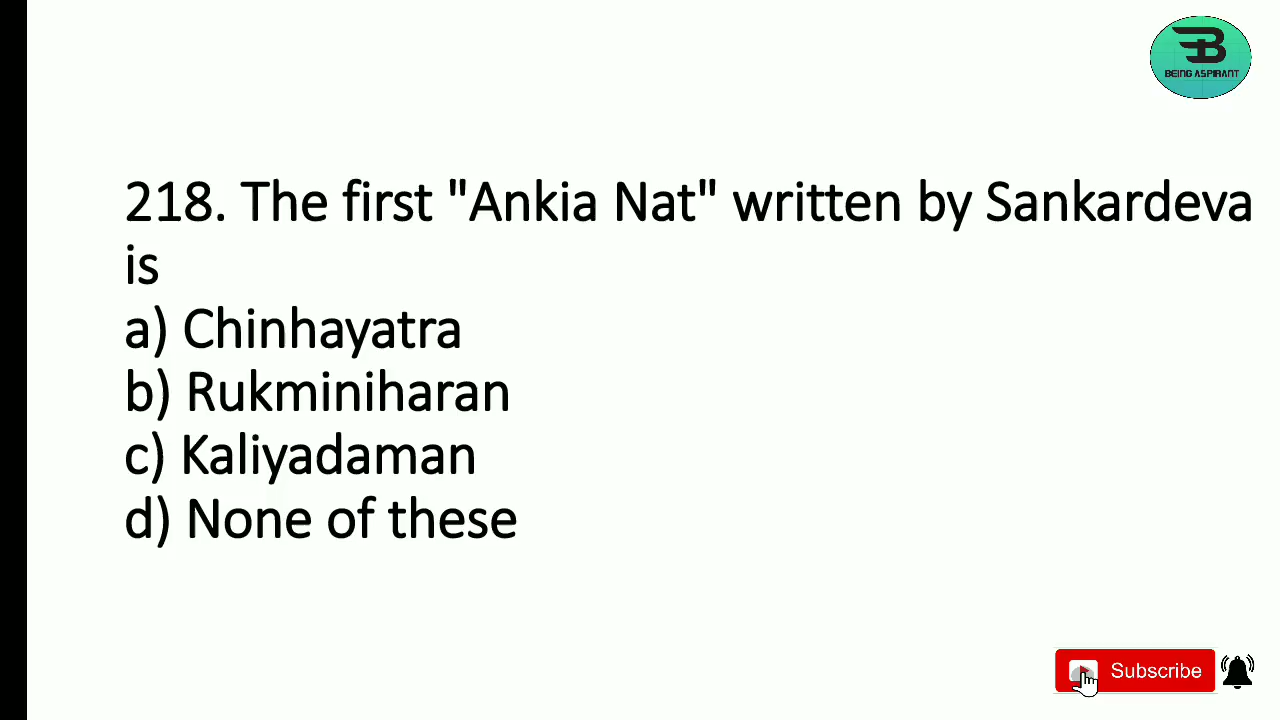 BEING ASPIRANT
218. The first "Ankia Nat" written by Sankardeva
is
a) Chinhayatra
b) Rukminiharan
c) Kaliyadaman
d) None of these
Subscribe